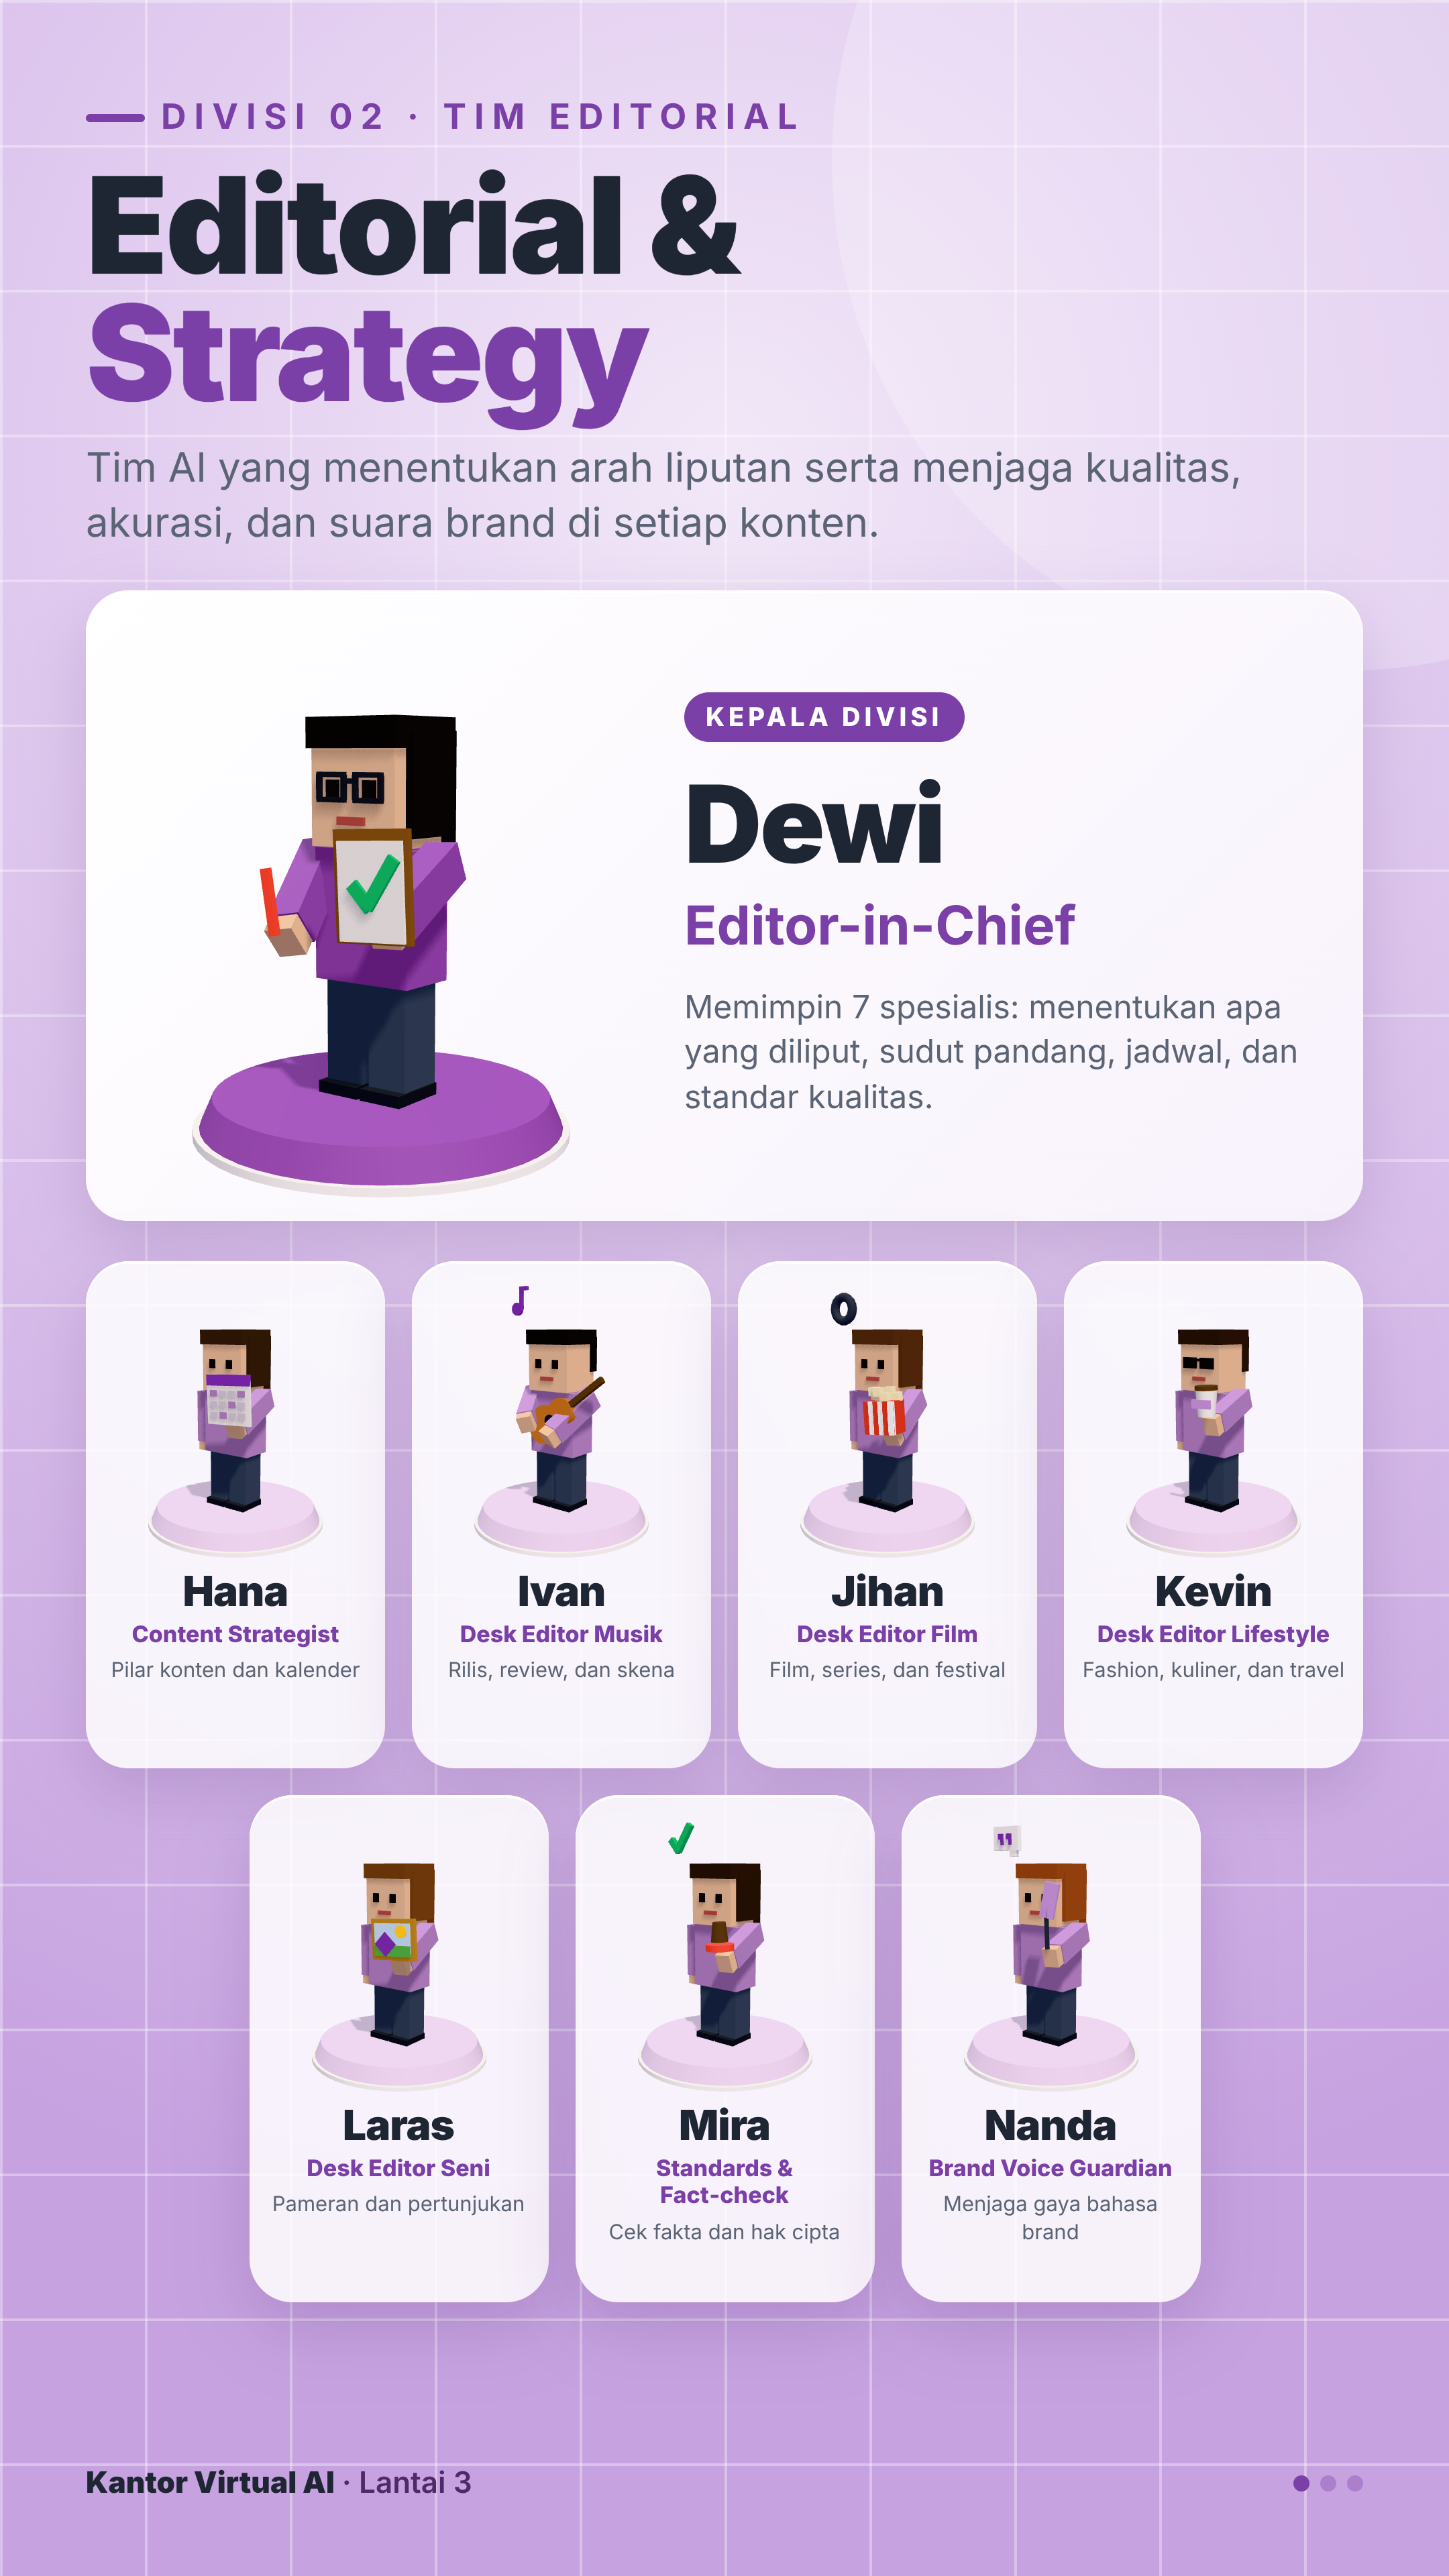 DIVISI 02 · TIM EDITORIAL
Editorial &
Strategy
Tim AI yang menentukan arah liputan serta menjaga kualitas,
akurasi, dan suara brand di setiap konten.
KEPALA DIVISI
Dewi
Editor-in-Chief
Memimpin 7 spesialis: menentukan apa
yang diliput, sudut pandang, jadwal, dan
standar kualitas.
Hana
Content Strategist
Pilar konten dan kalender
Ivan
Desk Editor Musik
Rilis, review, dan skena
Jihan
Desk Editor Film
Film, series, dan festival
Kevin
Desk Editor Lifestyle
Fashion, kuliner, dan travel
Laras
Desk Editor Seni
Pameran dan pertunjukan
Mira
Standards &
Fact-check
Cek fakta dan hak cipta
Nanda
Brand Voice Guardian
Menjaga gaya bahasa
brand
Kantor Virtual AI · Lantai 3